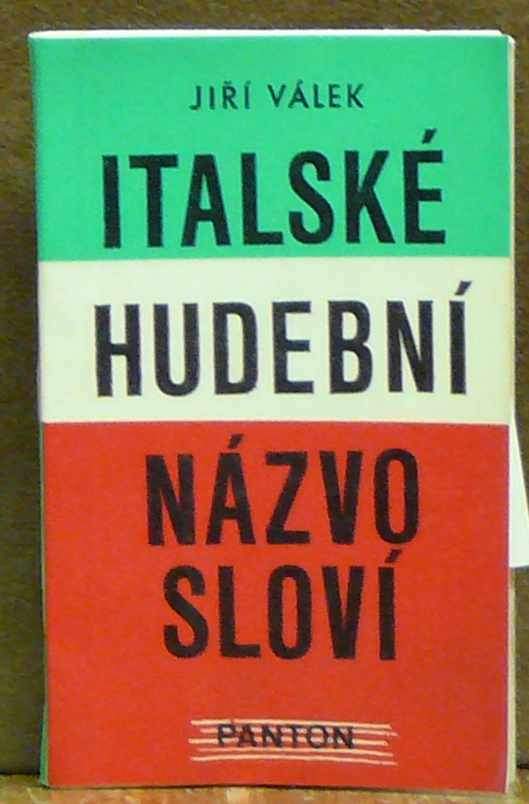 JIŘÍ VÁLEK
ITALSKÉ
HUDEBNÍ
NÁZVO
SLOVÍ
PANTON